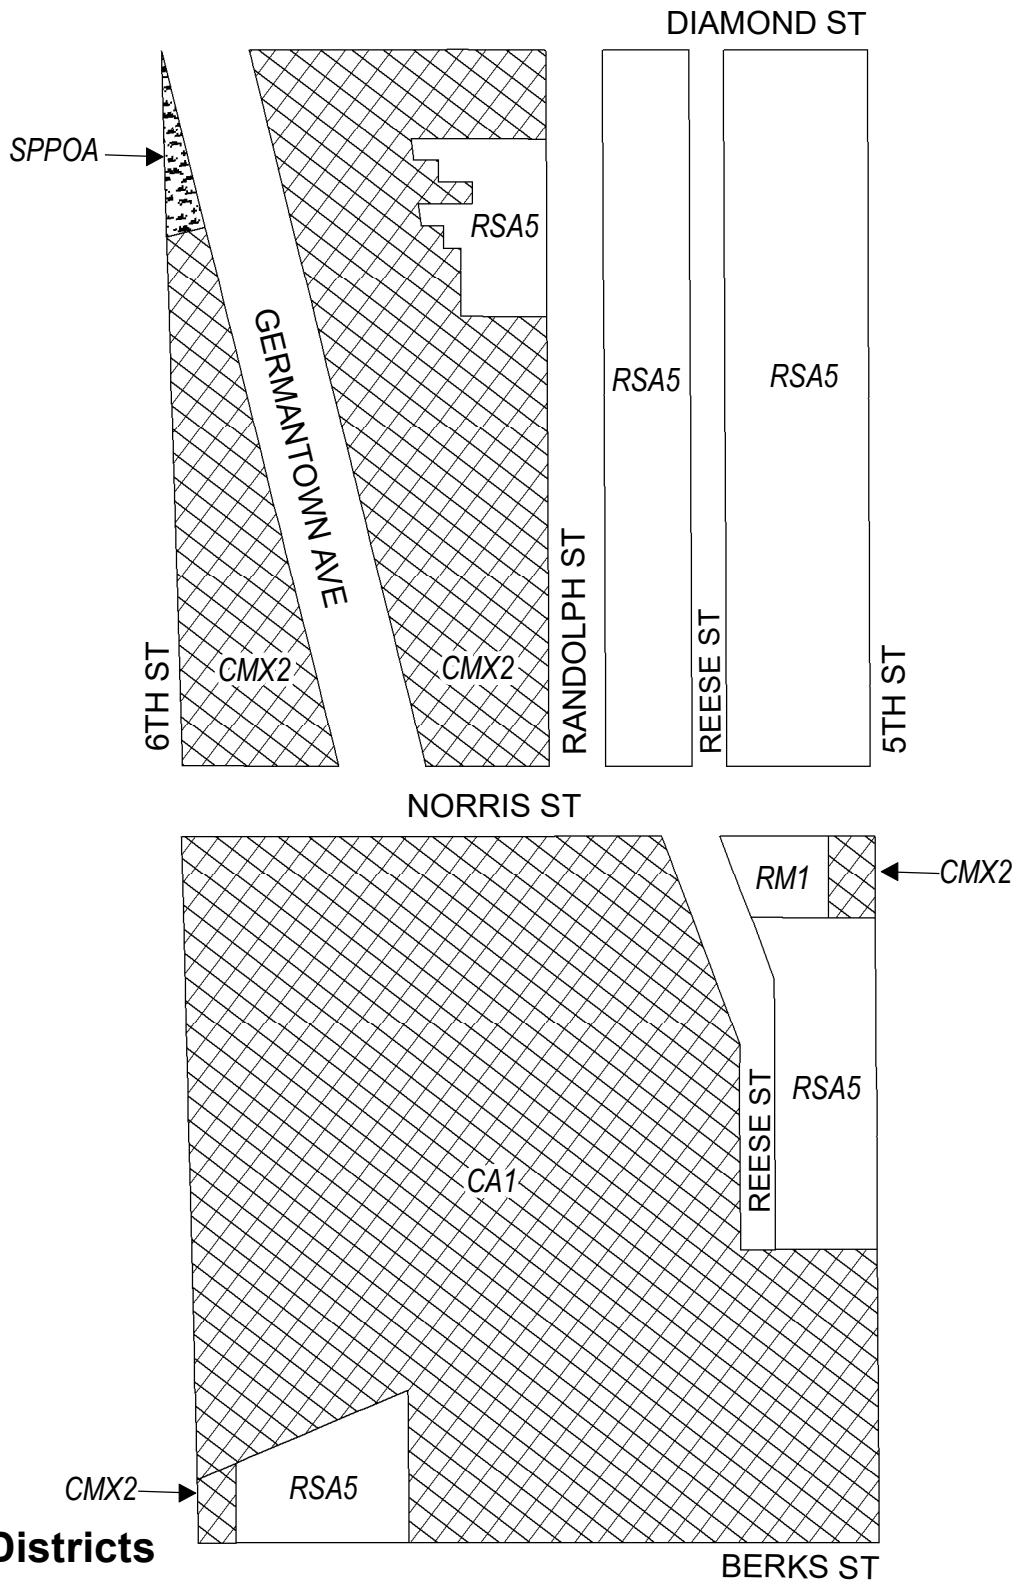 DIAMOND ST
SPPOA
RSA5
GERMANTOWN AVE
RSA5
RSA5
6TH ST
CMX2
CMX2
RANDOLPH ST
REESE ST
5TH ST
NORRIS ST
RM1
CMX2
RSA5
REESE ST
CA1
CMX2
RSA5
Districts
BERKS ST